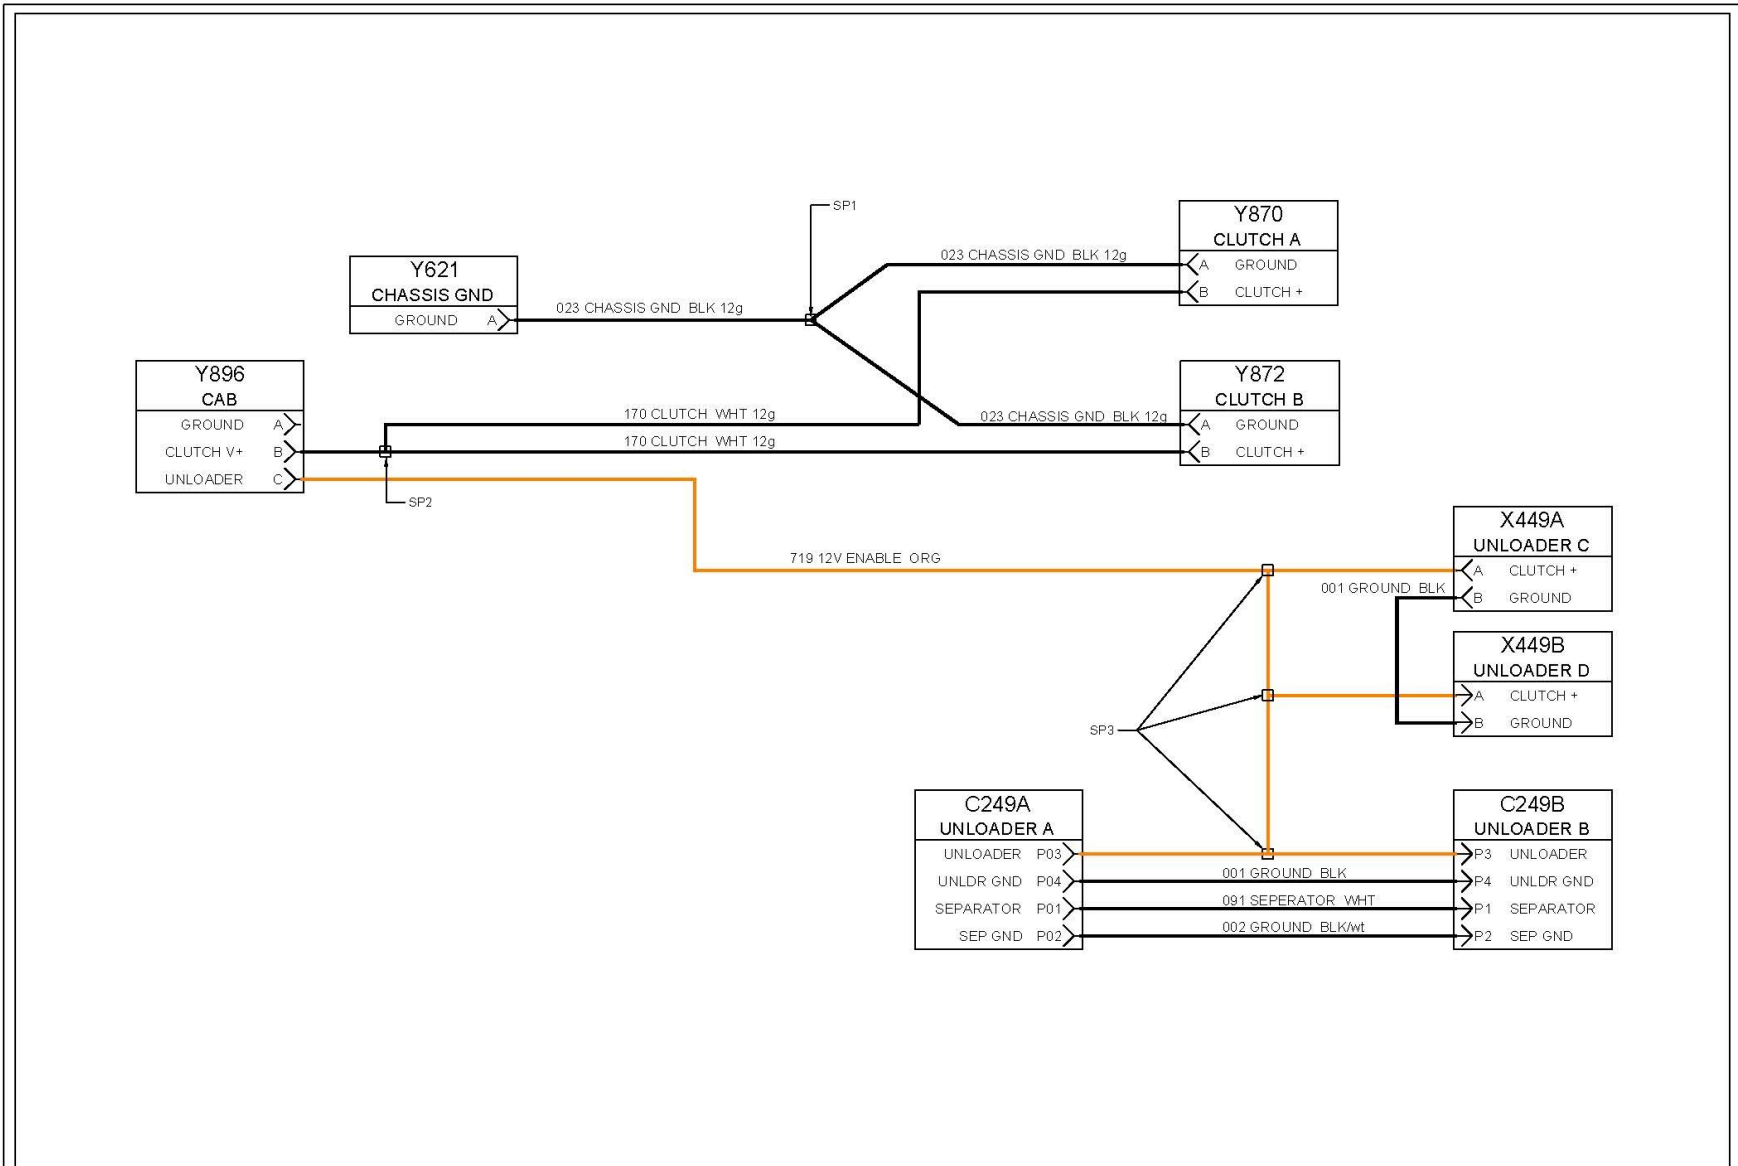 SP1
Y870
CLUTCH A
A GROUND
B CLUTCH +
023 CHASSIS GND BLK 12g
Y621
CHASSIS GND
GROUND A
023 CHASSIS GND BLK 12g
Y896
CAB
GROUND A
CLUTCH V+ B
UNLOADER C
170 CLUTCH WHT 12g
170 CLUTCH WHT 12g
SP2
023 CHASSIS GND BLK 12g
Y872
CLUTCH B
A GROUND
B CLUTCH +
719 12V ENABLE ORG
X449A
UNLOADER C
A CLUTCH +
B GROUND
001 GROUND BLK
X449B
UNLOADER D
A CLUTCH +
B GROUND
SP3
C249A
UNLOADER A
UNLOADER P03
UNLDR GND P04
SEPARATOR P01
SEP GND P02
001 GROUND BLK
091 SEPERATOR WHT
002 GROUND BLK/wt
C249B
UNLOADER B
P3 UNLOADER
P4 UNLDR GND
P1 SEPARATOR
P2 SEP GND